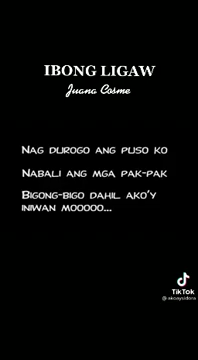 IBONG LIGAW
Juana Cosme
NAG DUROGO ANG PUSO KO
NABALI ANG MGA PAK-PAK
BIGONG-BIGO DAHIL AKO'Y
INIWAN MOOOOO...
TikTok
@akosysidora